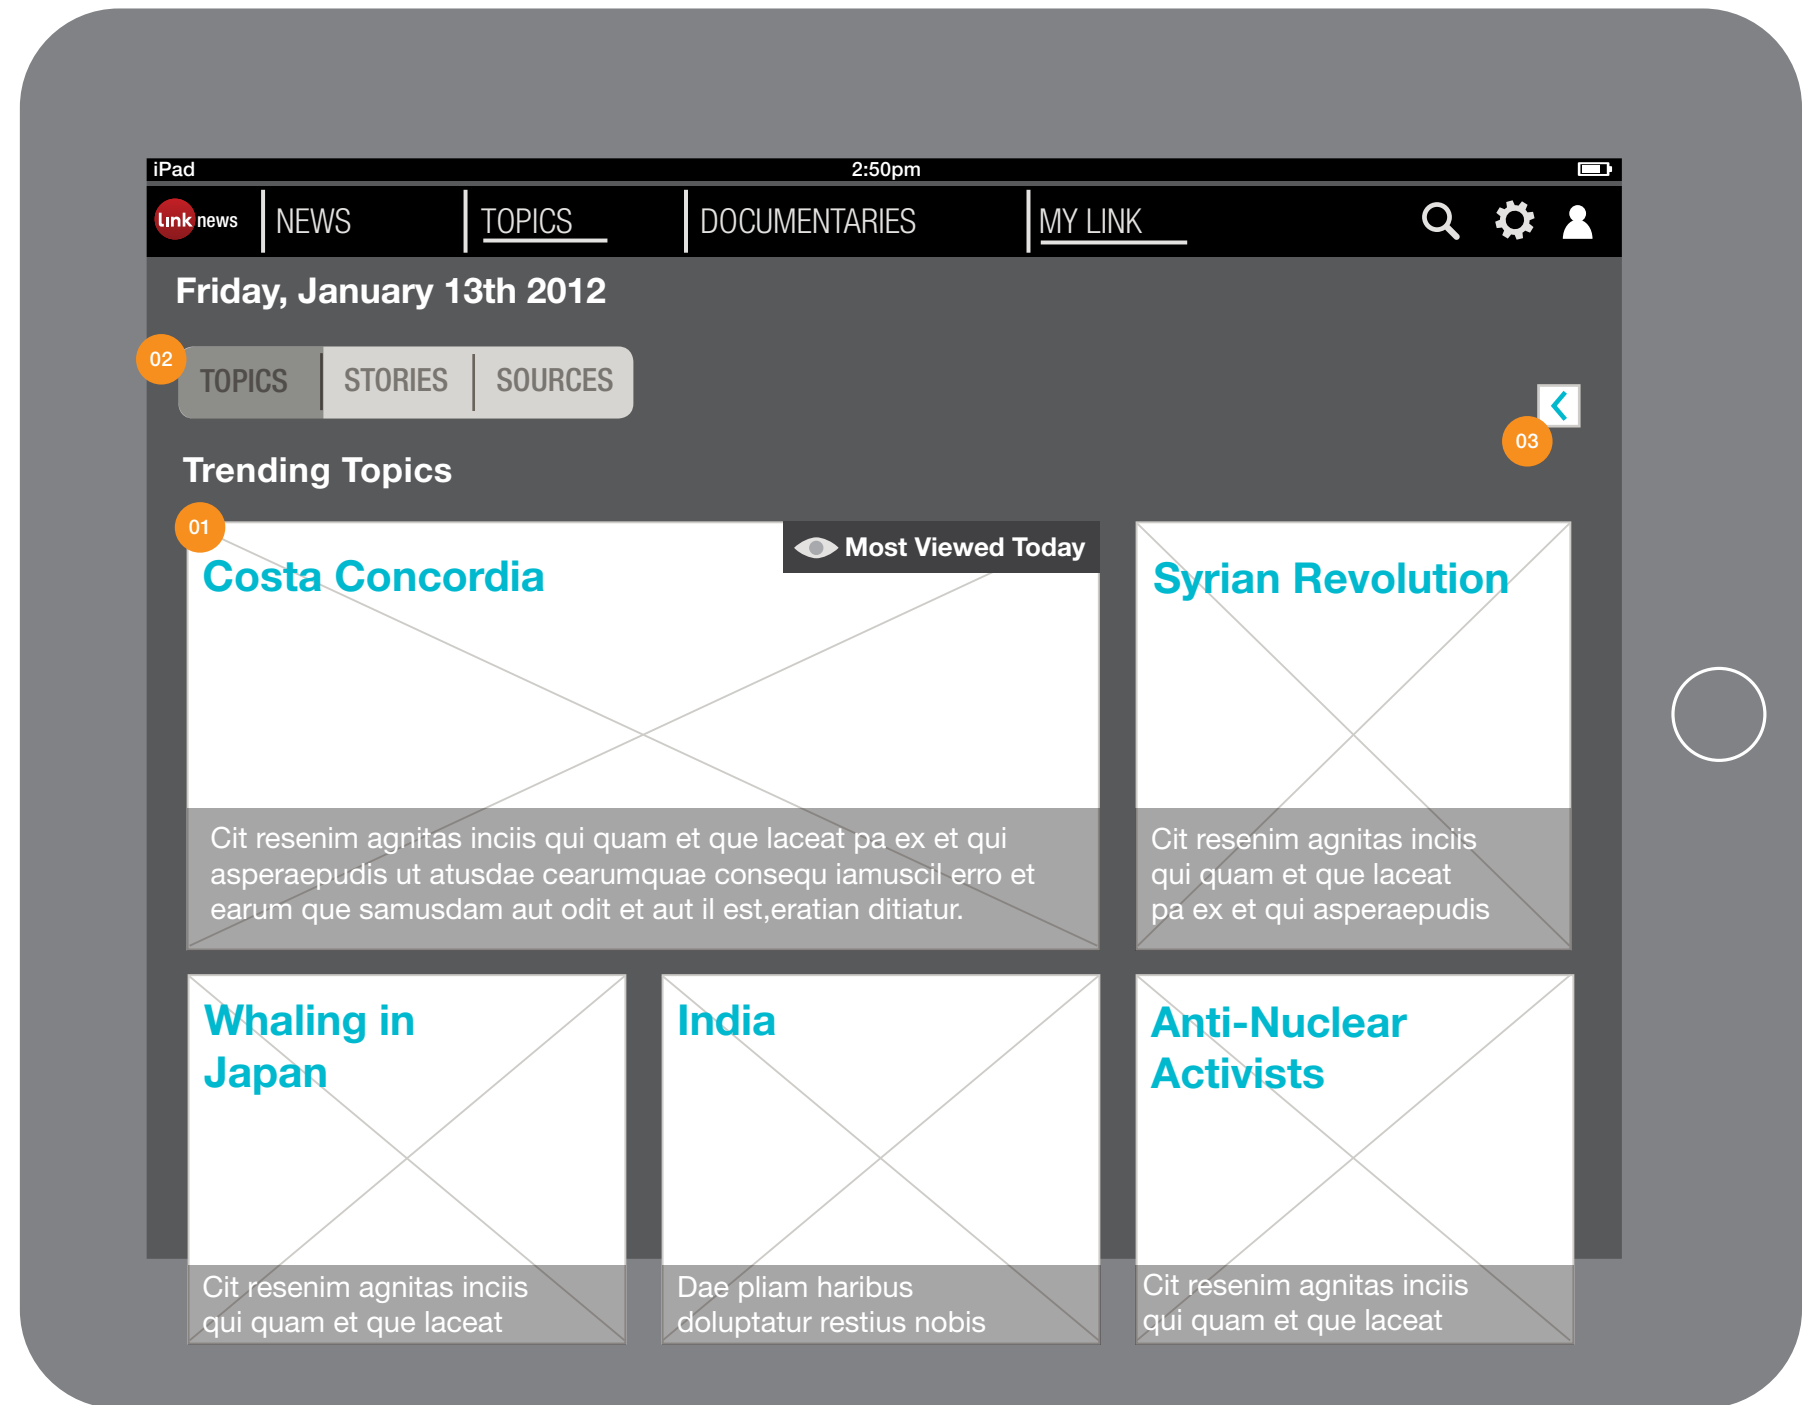 iPad
2:50pm
link news
NEWS
TOPICS
DOCUMENTARIES
MY LINK
Friday, January 13th 2012
02
TOPICS
STORIES
SOURCES
03
Trending Topics
01
Costa Concordia
Most Viewed Today
Cit resenim agnitas inciis qui quam et que laceat pa ex et qui
asperaepudis ut atusdae cearumquae consequ iamuscil erro et
earum que samusdam aut odit et aut il est,eratian ditiatur.
Syrian Revolution
Cit resenim agnitas inciis
qui quam et que laceat
pa ex et qui asperaepudis
Whaling in
Japan
Cit resenim agnitas inciis
qui quam et que laceat
India
Dae pliam haribus
doluptatur restius nobis
Anti-Nuclear
Activists
Cit resenim agnitas inciis
qui quam et que laceat